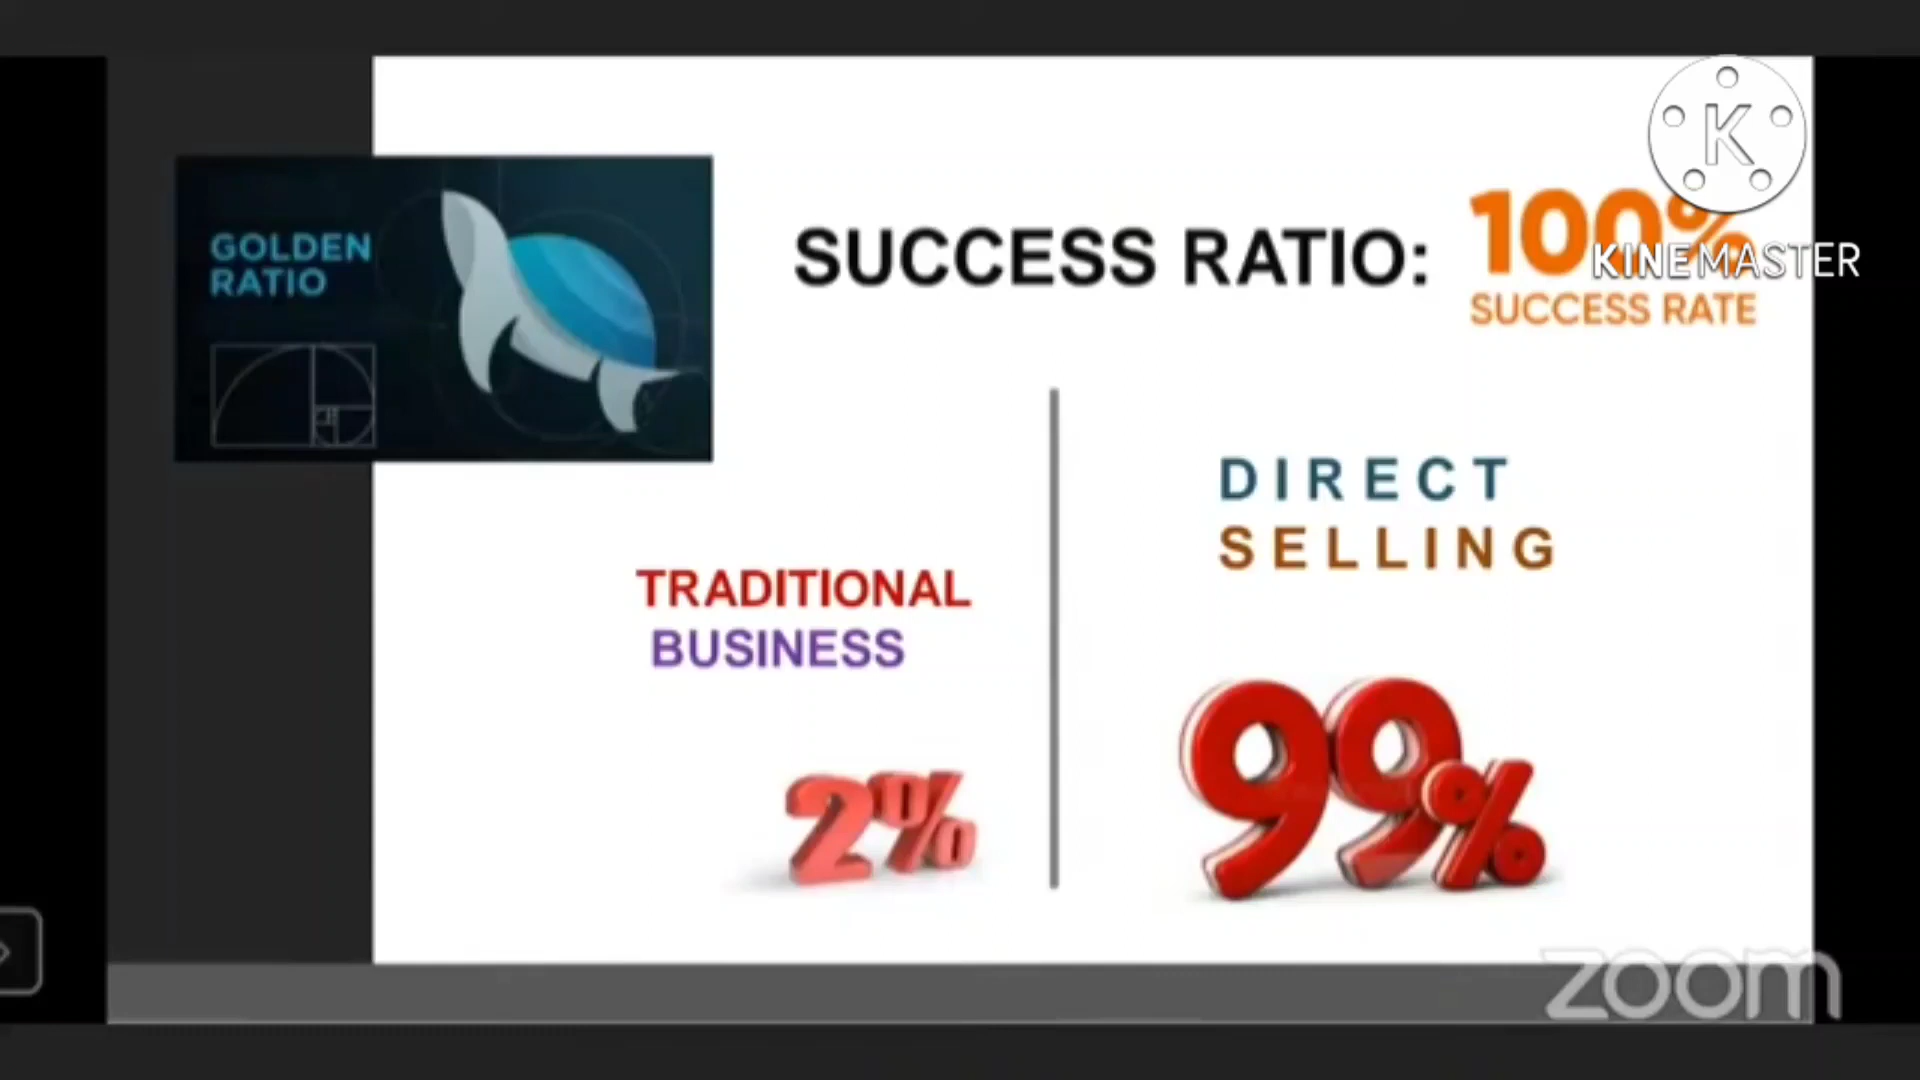 GOLDEN
RATIO
SUCCESS RATIO:
100%
SUCCESS RATE
K
KINEMASTER
DIRECT
SELLING
TRADITIONAL
BUSINESS
2%
99%
zoom